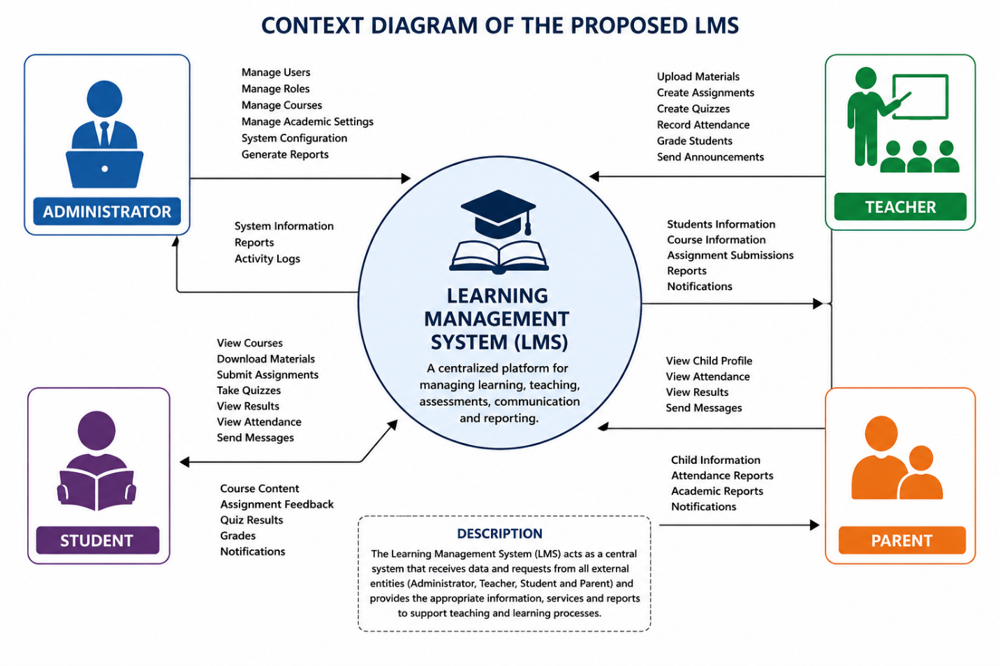 CONTEXT DIAGRAM OF THE PROPOSED LMS
Manage Users
Manage Roles
Manage Courses
Manage Academic Settings
System Configuration
Generate Reports
ADMINISTRATOR
System Information
Reports
Activity Logs
Upload Materials
Create Assignments
Create Quizzes
Record Attendance
Grade Students
Send Announcements
TEACHER
Students Information
Course Information
Assignment Submissions
Reports
Notifications
LEARNING
MANAGEMENT
SYSTEM (LMS)
A centralized platform for
managing learning, teaching,
assessments, communication
and reporting.
View Courses
Download Materials
Submit Assignments
Take Quizzes
View Results
View Attendance
Send Messages
STUDENT
Course Content
Assignment Feedback
Quiz Results
Grades
Notifications
View Child Profile
View Attendance
View Results
Send Messages
Child Information
Attendance Reports
Academic Reports
Notifications
PARENT
DESCRIPTION
The Learning Management System (LMS) acts as a central
system that receives data and requests from all external
entities (Administrator, Teacher, Student and Parent) and
provides the appropriate information, services and reports
to support teaching and learning processes.